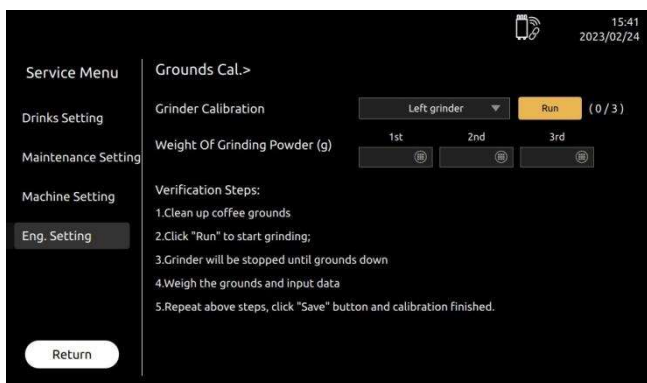 15:41
2023/02/24
Service Menu
Drinks Setting
Maintenance Setting
Machine Setting
Eng. Setting
Return
Grounds Cal.>
Grinder Calibration
Left grinder
Run
(0/3)
1st 2nd 3rd
Weight Of Grinding Powder (g)
Verification Steps:
1.Clean up coffee grounds
2.Click "Run" to start grinding;
3.Grinder will be stopped until grounds down
4.Weigh the grounds and input data
5.Repeat above steps, click "Save" button and calibration finished.